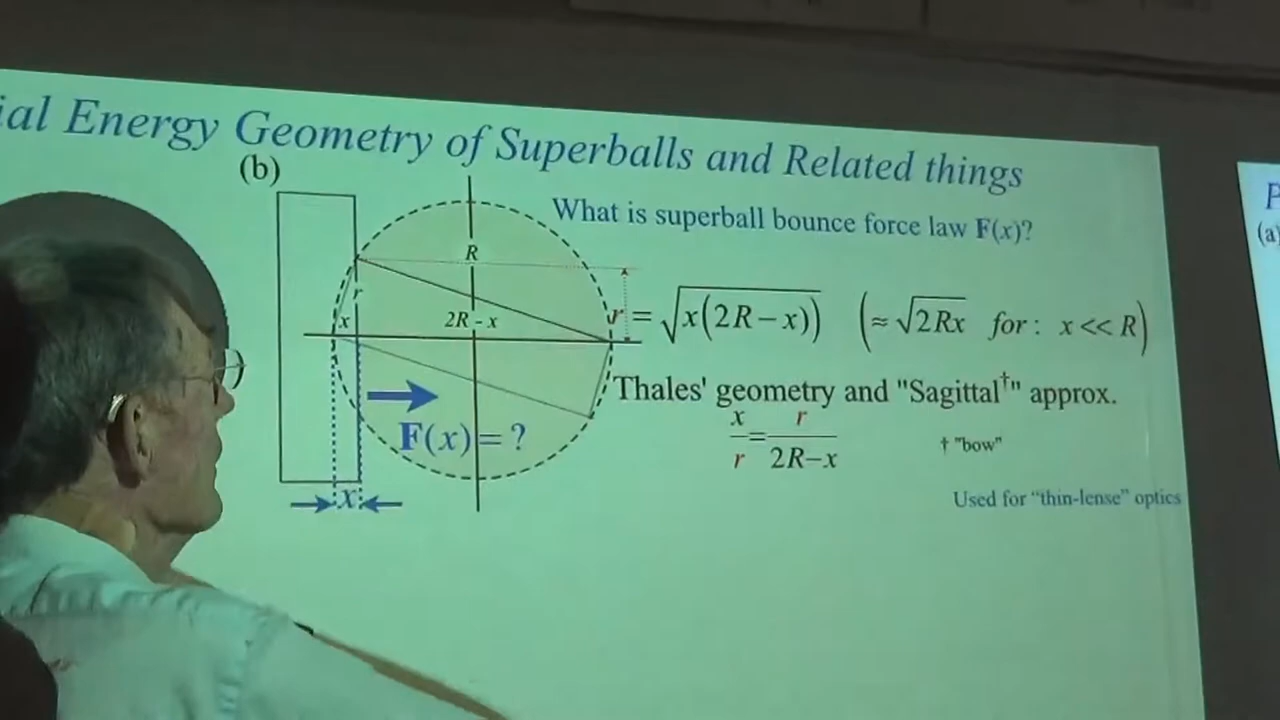 ial Energy Geometry of Superballs and Related things
(b)
What is superball bounce force law F(x)?
R
r
x
2R - x
r = √x(2R-x)) (≈ √2Rx for: x << R)
Thales' geometry and "Sagittal†" approx.
x/r = r/2R-x
† "bow"
F(x) = ?
x
Used for “thin-lense” optics
P
(a)